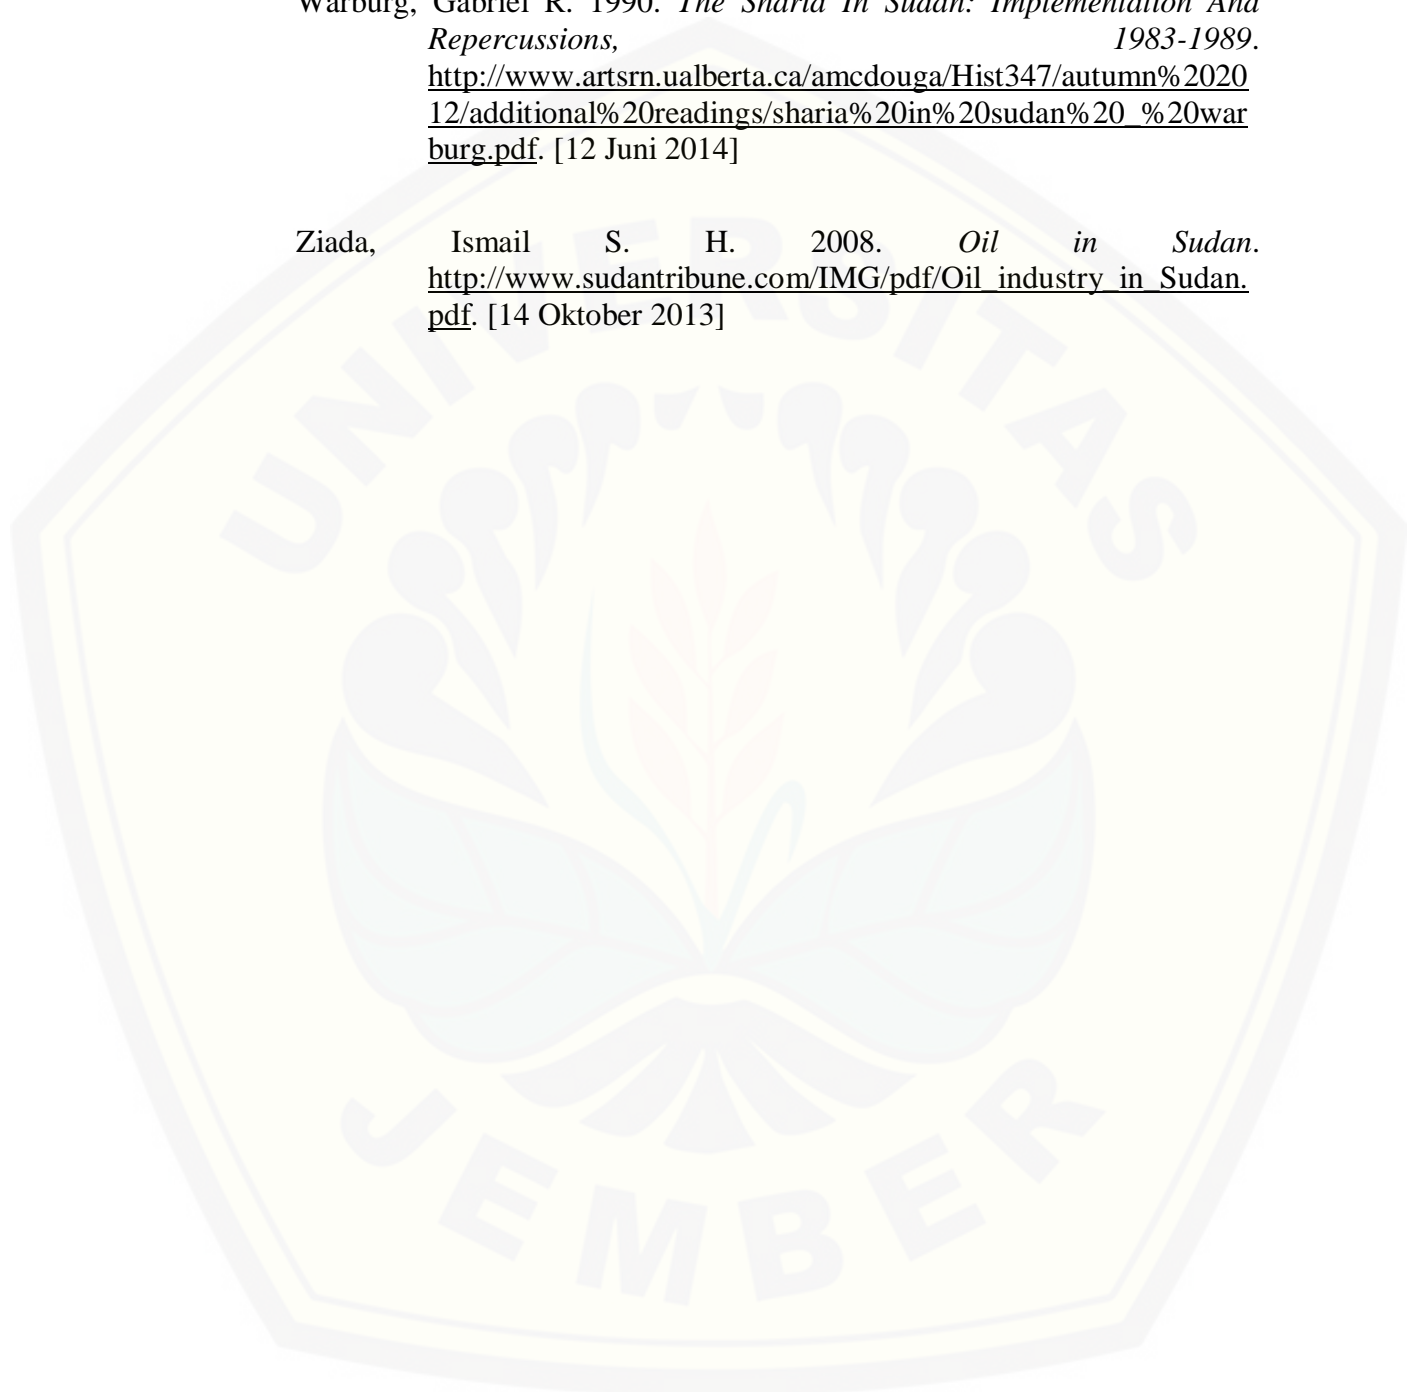 Warburg, Gabriel R. 1990. The Sharia In Sudan: Implementation And
Repercussions, 1983-1989.
http://www.artsrn.ualberta.ca/amcdouga/Hist347/autumn%2020
12/additional%20readings/sharia%20in%20sudan%20_%20war
burg.pdf. [12 Juni 2014]
Ziada, Ismail S. H. 2008. Oil in Sudan.
http://www.sudantribune.com/IMG/pdf/Oil_industry_in_Sudan.
pdf. [14 Oktober 2013]
UNIVERSITAS
JEMBER